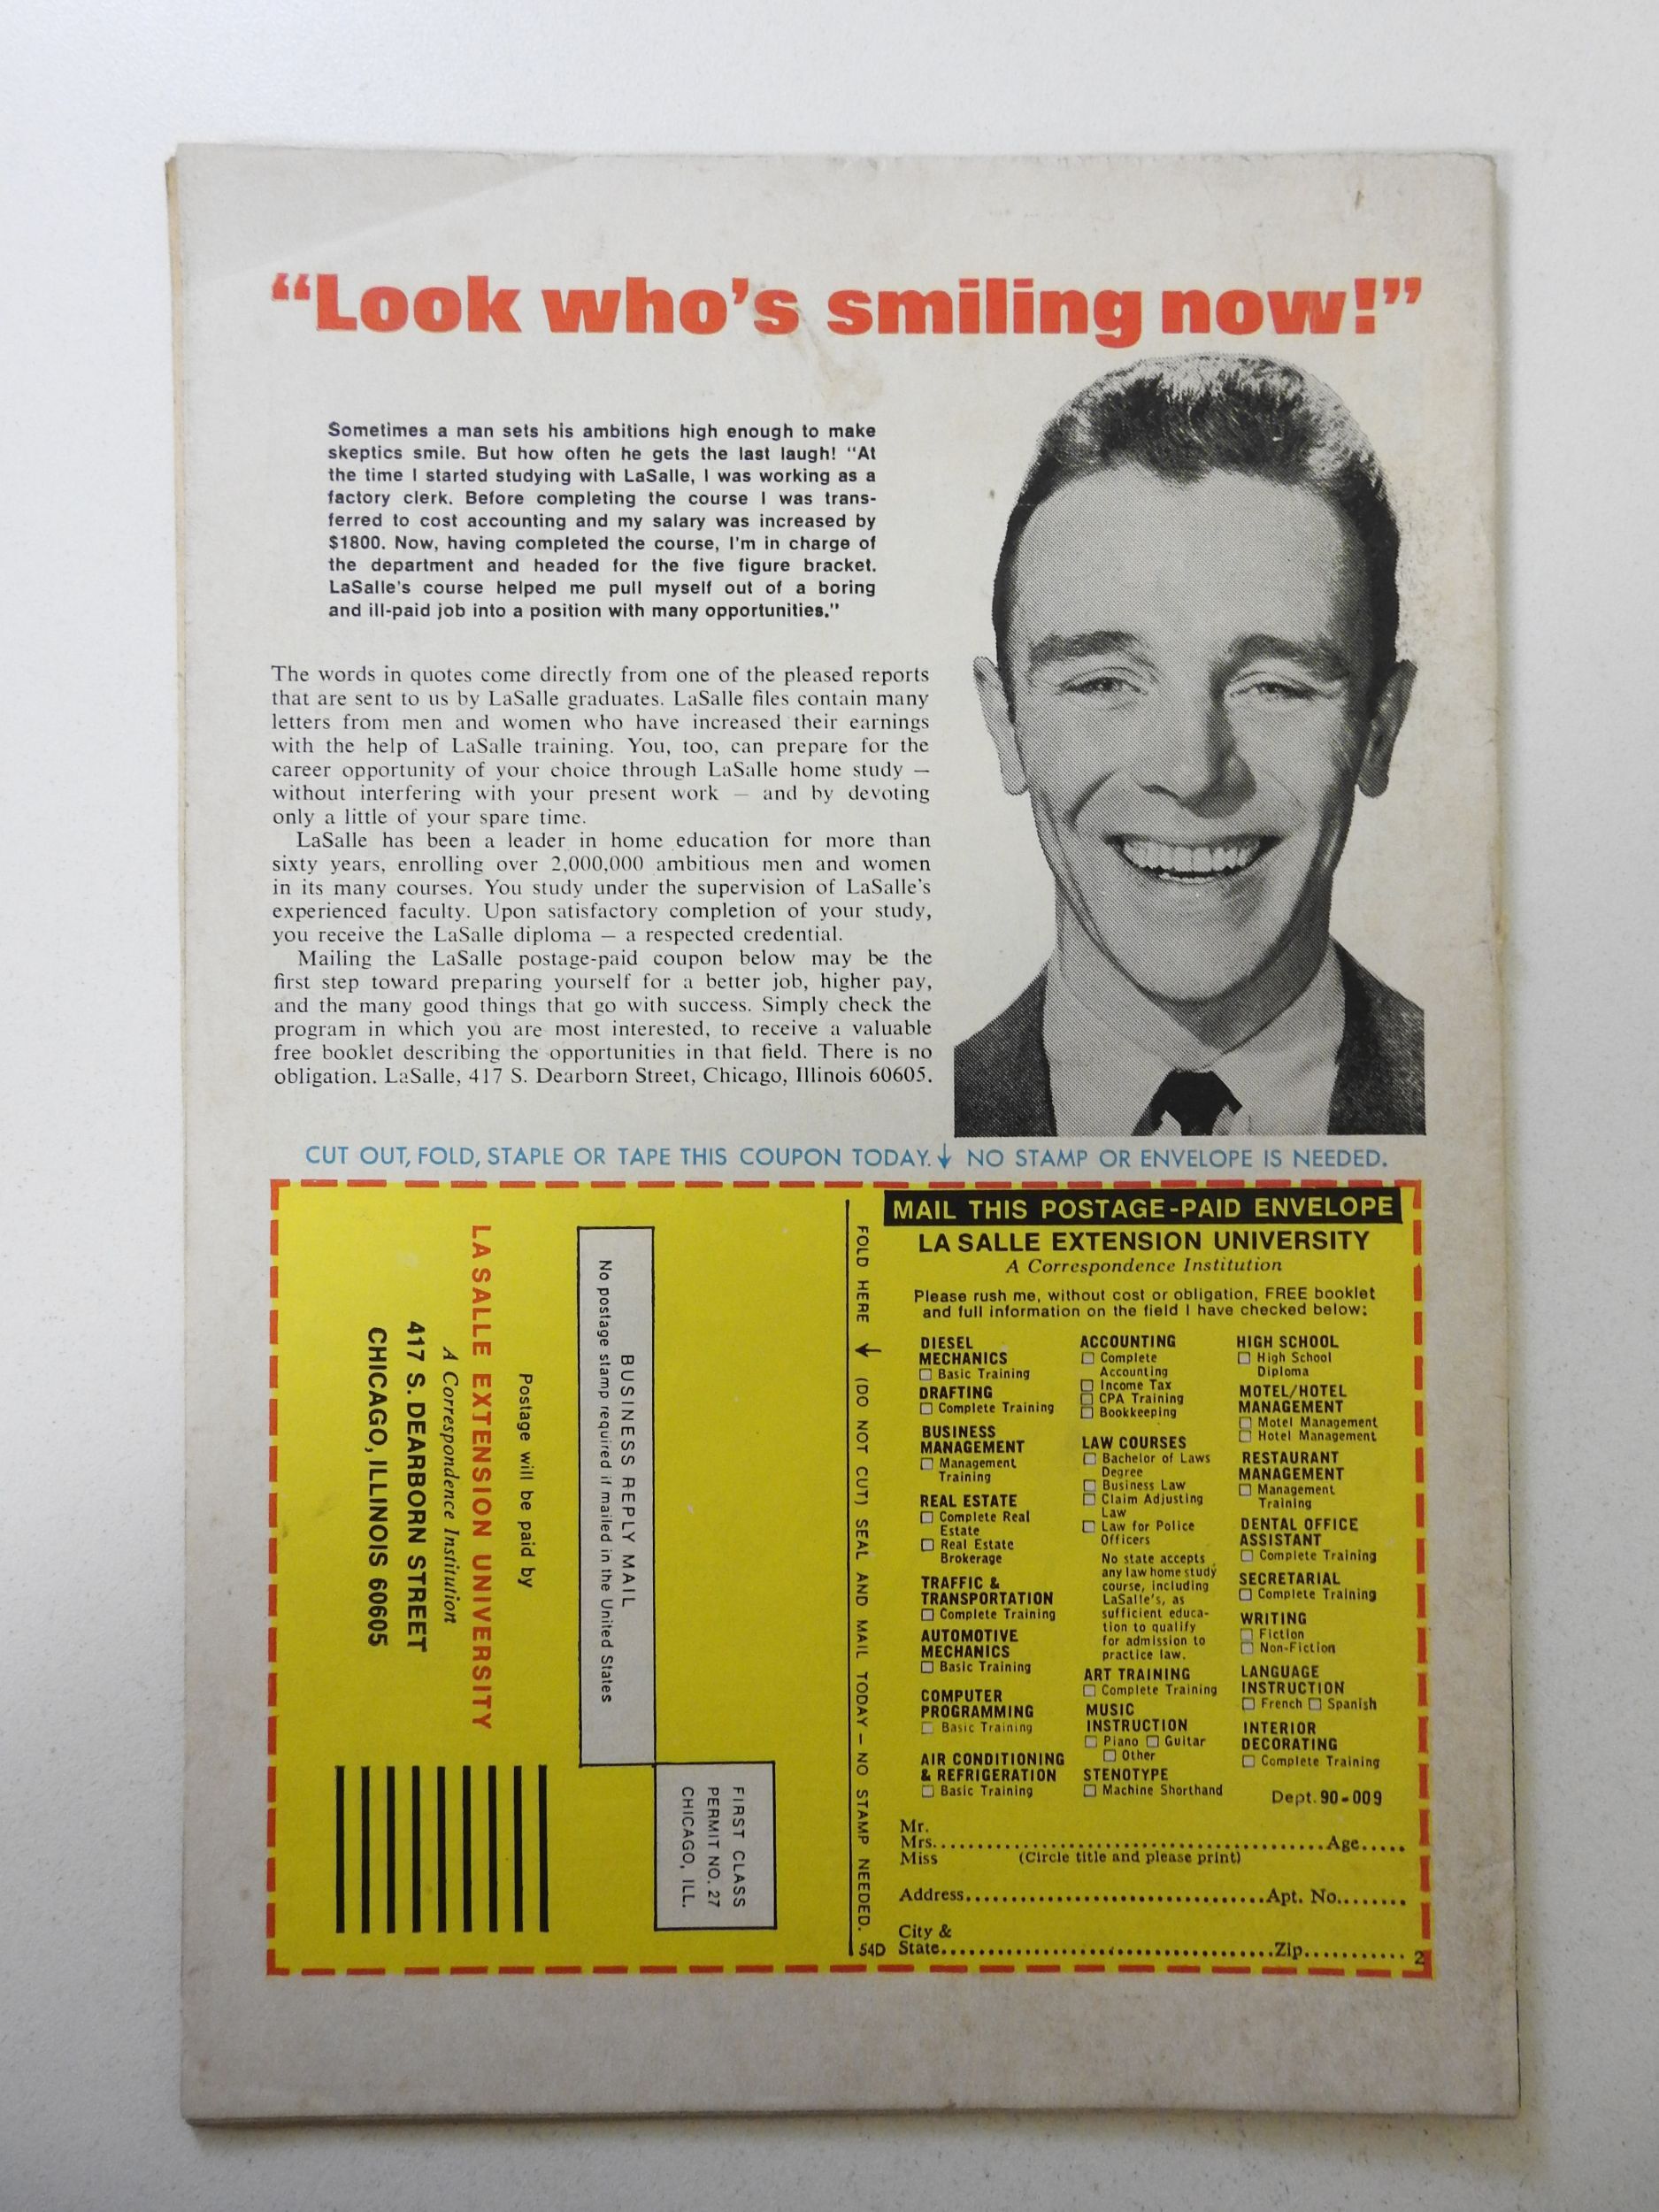 “Look who’s smiling now!”
Sometimes a man sets his ambitions high enough to make
skeptics smile. But how often he gets the last laugh! “At
the time I started studying with LaSalle, I was working as a
factory clerk. Before completing the course I was trans-
ferred to cost accounting and my salary was increased by
$1800. Now, having completed the course, I’m in charge of
the department and headed for the five figure bracket.
LaSalle’s course helped me pull myself out of a boring
and ill-paid job into a position with many opportunities.”
The words in quotes come directly from one of the pleased reports
that are sent to us by LaSalle graduates. LaSalle files contain many
letters from men and women who have increased their earnings
with the help of LaSalle training. You, too, can prepare for the
career opportunity of your choice through LaSalle home study —
without interfering with your present work — and by devoting
only a little of your spare time.
LaSalle has been a leader in home education for more than
sixty years, enrolling over 2,000,000 ambitious men and women
in its many courses. You study under the supervision of LaSalle’s
experienced faculty. Upon satisfactory completion of your study,
you receive the LaSalle diploma — a respected credential.
Mailing the LaSalle postage-paid coupon below may be the
first step toward preparing yourself for a better job, higher pay,
and the many good things that go with success. Simply check the
program in which you are most interested, to receive a valuable
free booklet describing the opportunities in that field. There is no
obligation. LaSalle, 417 S. Dearborn Street, Chicago, Illinois 60605.
CUT OUT, FOLD, STAPLE OR TAPE THIS COUPON TODAY. ↓ NO STAMP OR ENVELOPE IS NEEDED.
FIRST CLASS
PERMIT NO. 27
CHICAGO, ILL.
BUSINESS REPLY MAIL
No postage stamp required if mailed in the United States
Postage will be paid by
LA SALLE EXTENSION UNIVERSITY
A Correspondence Institution
417 S. DEARBORN STREET
CHICAGO, ILLINOIS 60605
FOLD HERE ↓ (DO NOT CUT) SEAL AND MAIL TODAY — NO STAMP NEEDED.
54D
MAIL THIS POSTAGE-PAID ENVELOPE
LA SALLE EXTENSION UNIVERSITY
A Correspondence Institution
Please rush me, without cost or obligation, FREE booklet
and full information on the field I have checked below:
DIESEL
MECHANICS
☐ Basic Training
DRAFTING
☐ Complete Training
BUSINESS
MANAGEMENT
☐ Management
Training
REAL ESTATE
☐ Complete Real
Estate
☐ Real Estate
Brokerage
TRAFFIC &
TRANSPORTATION
☐ Complete Training
AUTOMOTIVE
MECHANICS
☐ Basic Training
COMPUTER
PROGRAMMING
☐ Basic Training
AIR CONDITIONING
& REFRIGERATION
☐ Basic Training
ACCOUNTING
☐ Complete
Accounting
☐ Income Tax
☐ CPA Training
☐ Bookkeeping
LAW COURSES
☐ Bachelor of Laws
Degree
☐ Business Law
☐ Claim Adjusting
Law
☐ Law for Police
Officers
No state accepts
any law home study
course, including
LaSalle’s, as
sufficient educa-
tion to qualify
for admission to
practice law.
ART TRAINING
☐ Complete Training
MUSIC
INSTRUCTION
☐ Piano ☐ Guitar
☐ Other
STENOTYPE
☐ Machine Shorthand
HIGH SCHOOL
☐ High School
Diploma
MOTEL/HOTEL
MANAGEMENT
☐ Motel Management
☐ Hotel Management
RESTAURANT
MANAGEMENT
☐ Management
Training
DENTAL OFFICE
ASSISTANT
☐ Complete Training
SECRETARIAL
☐ Complete Training
WRITING
☐ Fiction
☐ Non-Fiction
LANGUAGE
INSTRUCTION
☐ French ☐ Spanish
INTERIOR
DECORATING
☐ Complete Training
Dept. 90-009
Mr.
Mrs. Age
Miss (Circle title and please print)
Address Apt. No.
City &
State Zip
2